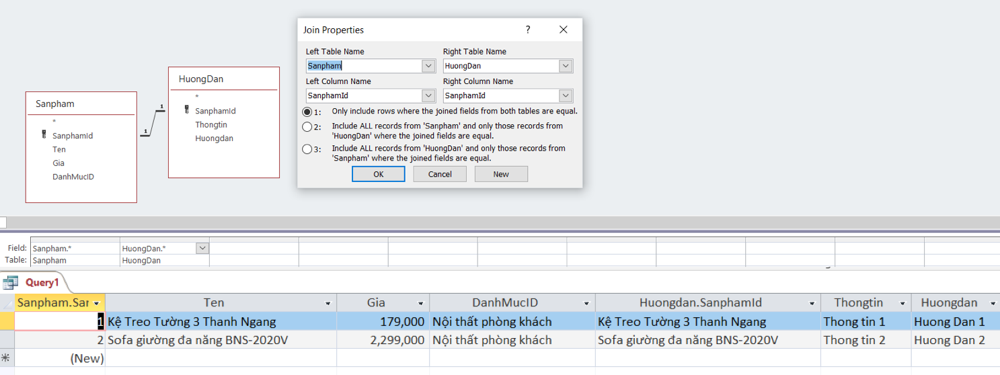 Join Properties ?
Left Table Name Right Table Name
Sanpham HuongDan
Left Column Name Right Column Name
SanphamId SanphamId
1: Only include rows where the joined fields from both tables are equal.
2: Include ALL records from 'Sanpham' and only those records from
'HuongDan' where the joined fields are equal.
3: Include ALL records from 'HuongDan' and only those records from
'Sanpham' where the joined fields are equal.
OK Cancel New
Sanpham
*
SanphamId
Ten
Gia
DanhMucID
1
1
HuongDan
*
SanphamId
Thongtin
Huongdan
Field: Sanpham.* HuongDan.*
Table: Sanpham HuongDan
Query1
Sanpham.Sar Ten Gia DanhMucID Huongdan.SanphamId Thongtin Huongdan
1 Kệ Treo Tường 3 Thanh Ngang 179,000 Nội thất phòng khách Kệ Treo Tường 3 Thanh Ngang Thong tin 1 Huong Dan 1
2 Sofa giường đa năng BNS-2020V 2,299,000 Nội thất phòng khách Sofa giường đa năng BNS-2020V Thong tin 2 Huong Dan 2
(New)